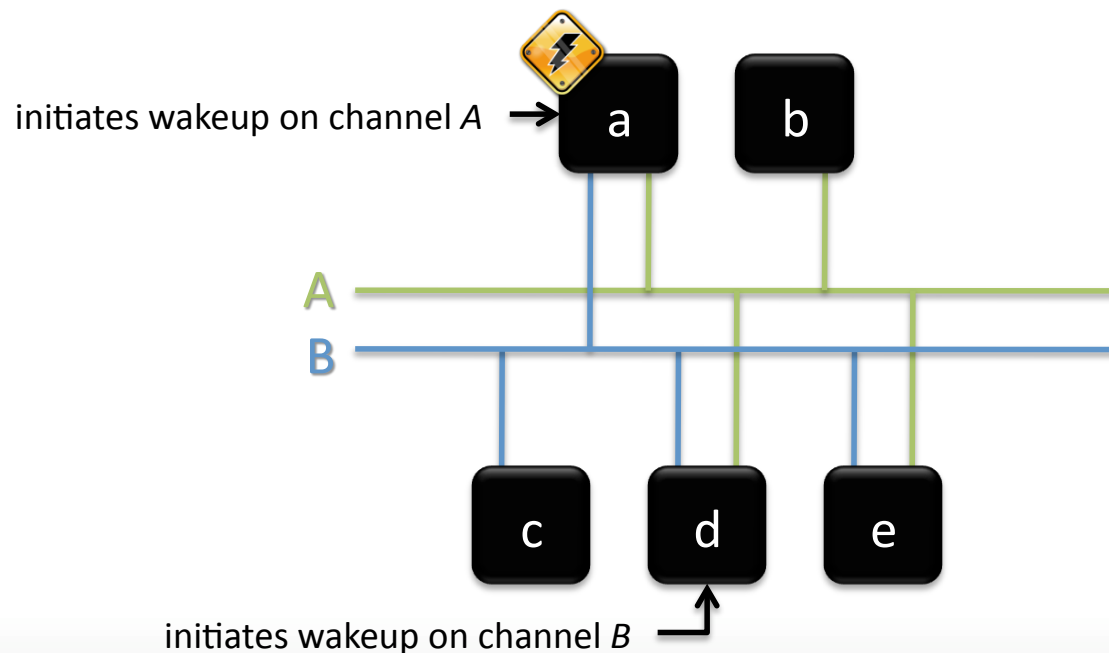 initiates wakeup on channel A
a
b
A
B
c
d
e
initiates wakeup on channel B